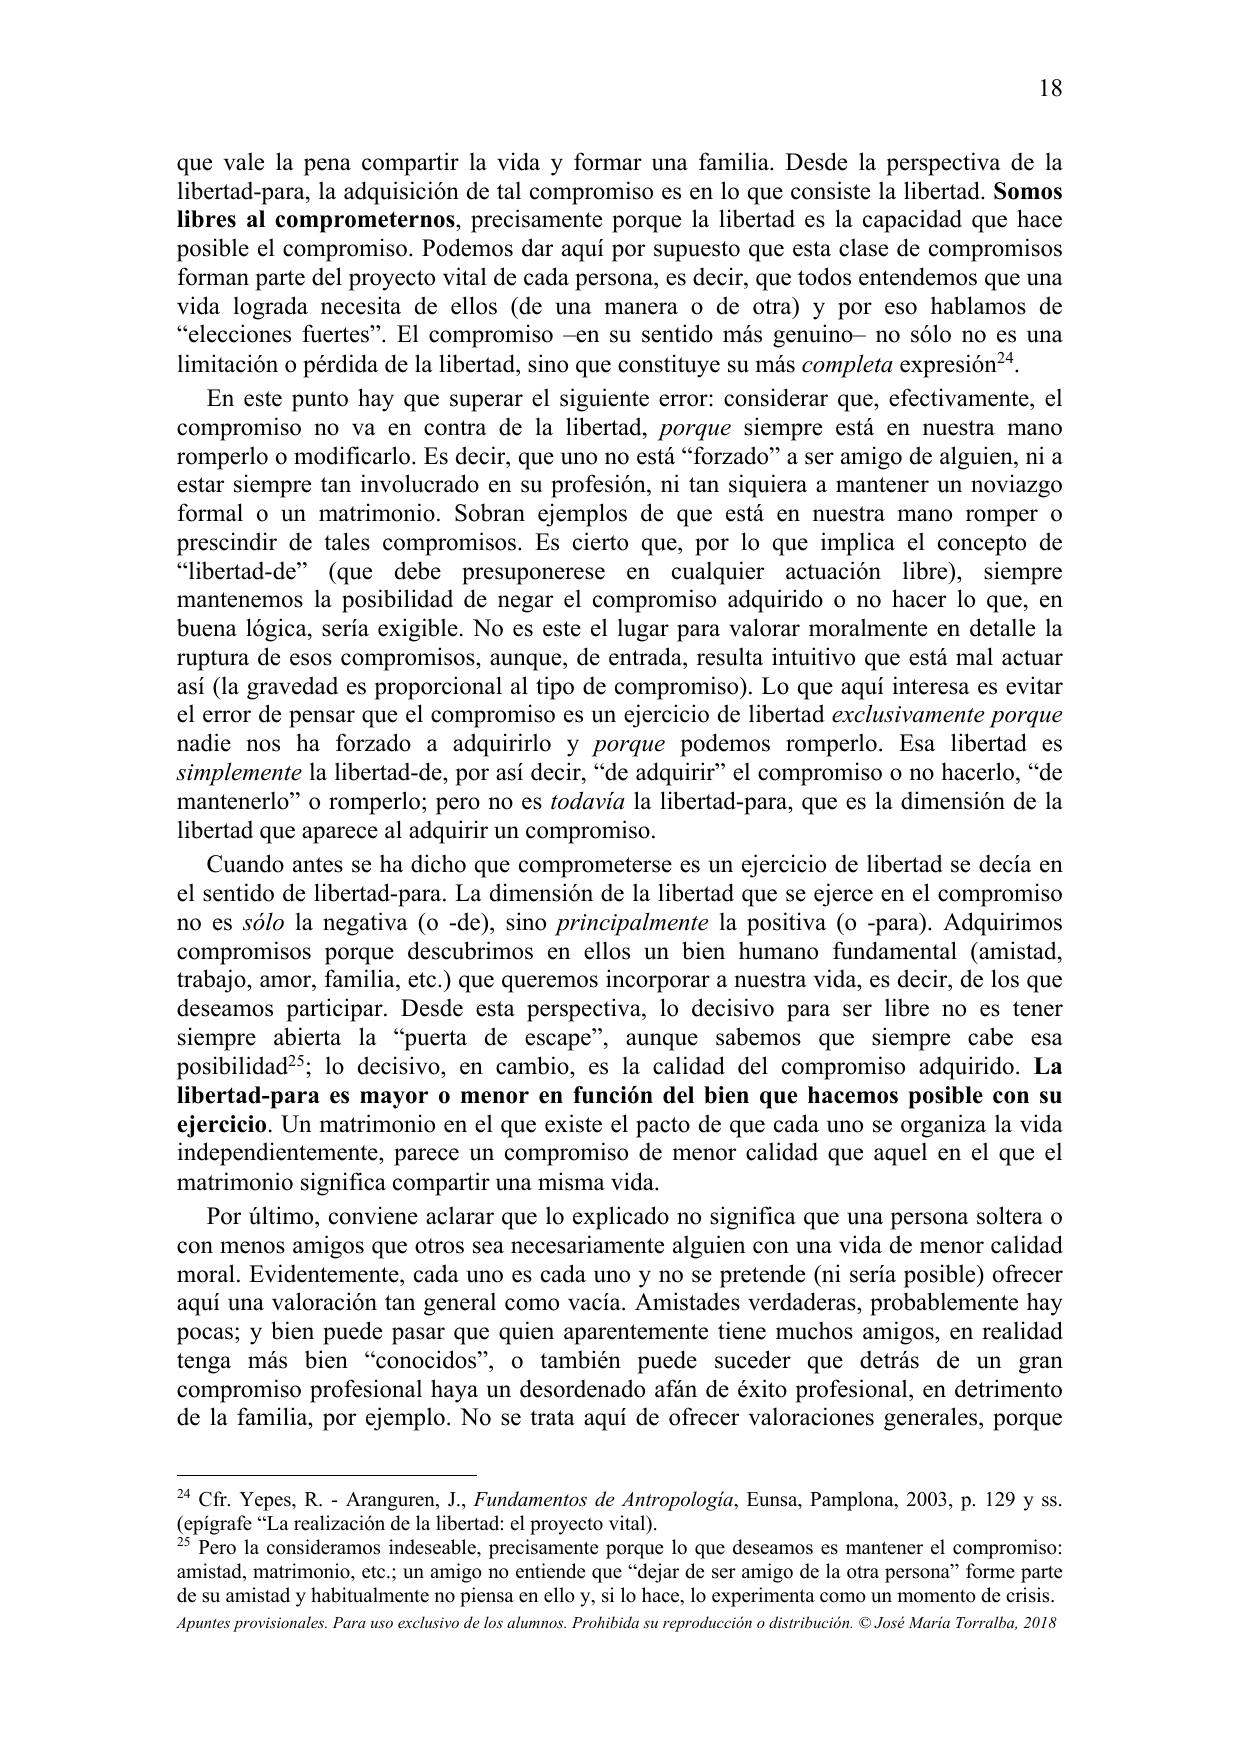 18
que vale la pena compartir la vida y formar una familia. Desde la perspectiva de la
libertad-para, la adquisición de tal compromiso es en lo que consiste la libertad. Somos
libres al comprometernos, precisamente porque la libertad es la capacidad que hace
posible el compromiso. Podemos dar aquí por supuesto que esta clase de compromisos
forman parte del proyecto vital de cada persona, es decir, que todos entendemos que una
vida lograda necesita de ellos (de una manera o de otra) y por eso hablamos de
“elecciones fuertes”. El compromiso –en su sentido más genuino– no sólo no es una
limitación o pérdida de la libertad, sino que constituye su más completa expresión24.
En este punto hay que superar el siguiente error: considerar que, efectivamente, el
compromiso no va en contra de la libertad, porque siempre está en nuestra mano
romperlo o modificarlo. Es decir, que uno no está “forzado” a ser amigo de alguien, ni a
estar siempre tan involucrado en su profesión, ni tan siquiera a mantener un noviazgo
formal o un matrimonio. Sobran ejemplos de que está en nuestra mano romper o
prescindir de tales compromisos. Es cierto que, por lo que implica el concepto de
“libertad-de” (que debe presuponerese en cualquier actuación libre), siempre
mantenemos la posibilidad de negar el compromiso adquirido o no hacer lo que, en
buena lógica, sería exigible. No es este el lugar para valorar moralmente en detalle la
ruptura de esos compromisos, aunque, de entrada, resulta intuitivo que está mal actuar
así (la gravedad es proporcional al tipo de compromiso). Lo que aquí interesa es evitar
el error de pensar que el compromiso es un ejercicio de libertad exclusivamente porque
nadie nos ha forzado a adquirirlo y porque podemos romperlo. Esa libertad es
simplemente la libertad-de, por así decir, “de adquirir” el compromiso o no hacerlo, “de
mantenerlo” o romperlo; pero no es todavía la libertad-para, que es la dimensión de la
libertad que aparece al adquirir un compromiso.
Cuando antes se ha dicho que comprometerse es un ejercicio de libertad se decía en
el sentido de libertad-para. La dimensión de la libertad que se ejerce en el compromiso
no es sólo la negativa (o -de), sino principalmente la positiva (o -para). Adquirimos
compromisos porque descubrimos en ellos un bien humano fundamental (amistad,
trabajo, amor, familia, etc.) que queremos incorporar a nuestra vida, es decir, de los que
deseamos participar. Desde esta perspectiva, lo decisivo para ser libre no es tener
siempre abierta la “puerta de escape”, aunque sabemos que siempre cabe esa
posibilidad25; lo decisivo, en cambio, es la calidad del compromiso adquirido. La
libertad-para es mayor o menor en función del bien que hacemos posible con su
ejercicio. Un matrimonio en el que existe el pacto de que cada uno se organiza la vida
independientemente, parece un compromiso de menor calidad que aquel en el que el
matrimonio significa compartir una misma vida.
Por último, conviene aclarar que lo explicado no significa que una persona soltera o
con menos amigos que otros sea necesariamente alguien con una vida de menor calidad
moral. Evidentemente, cada uno es cada uno y no se pretende (ni sería posible) ofrecer
aquí una valoración tan general como vacía. Amistades verdaderas, probablemente hay
pocas; y bien puede pasar que quien aparentemente tiene muchos amigos, en realidad
tenga más bien “conocidos”, o también puede suceder que detrás de un gran
compromiso profesional haya un desordenado afán de éxito profesional, en detrimento
de la familia, por ejemplo. No se trata aquí de ofrecer valoraciones generales, porque
24 Cfr. Yepes, R. - Aranguren, J., Fundamentos de Antropología, Eunsa, Pamplona, 2003, p. 129 y ss.
(epígrafe “La realización de la libertad: el proyecto vital).
25 Pero la consideramos indeseable, precisamente porque lo que deseamos es mantener el compromiso:
amistad, matrimonio, etc.; un amigo no entiende que “dejar de ser amigo de la otra persona” forme parte
de su amistad y habitualmente no piensa en ello y, si lo hace, lo experimenta como un momento de crisis.
Apuntes provisionales. Para uso exclusivo de los alumnos. Prohibida su reproducción o distribución. © José María Torralba, 2018